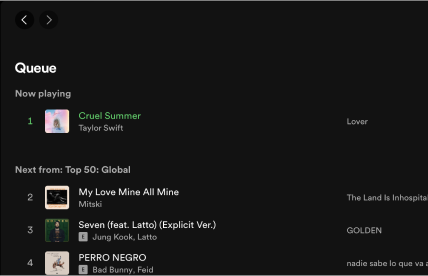 Queue
Now playing
1 Cruel Summer Lover
Taylor Swift
Next from: Top 50: Global
2 My Love Mine All Mine The Land Is Inhospital
Mitski
3 Seven (feat. Latto) (Explicit Ver.) GOLDEN
E Jung Kook, Latto
4 PERRO NEGRO nadie sabe lo que va a
E Bad Bunny, Feid